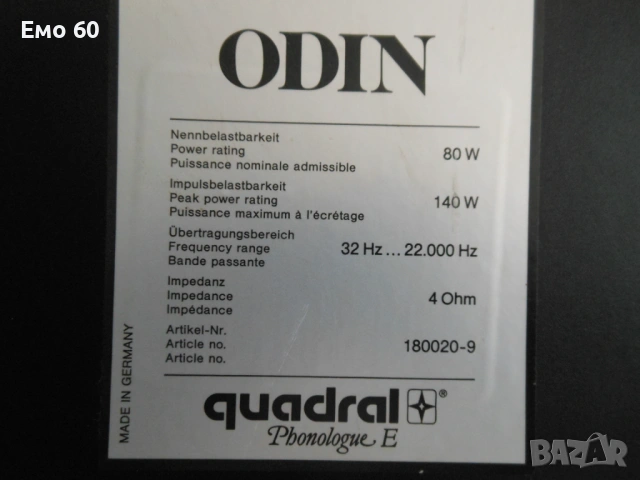 Емо 60
ODIN
Nennbelastbarkeit
Power rating 80 W
Puissance nominale admissible
Impulsbelastbarkeit
Peak power rating 140 W
Puissance maximum à l'écrêtage
Übertragungsbereich
Frequency range 32 Hz ... 22.000 Hz
Bande passante
Impedanz
Impedance 4 Ohm
Impédance
Artikel-Nr.
Article no. 180020-9
Article no.
MADE IN GERMANY
quadral ®
Phonologue E
BAZAR